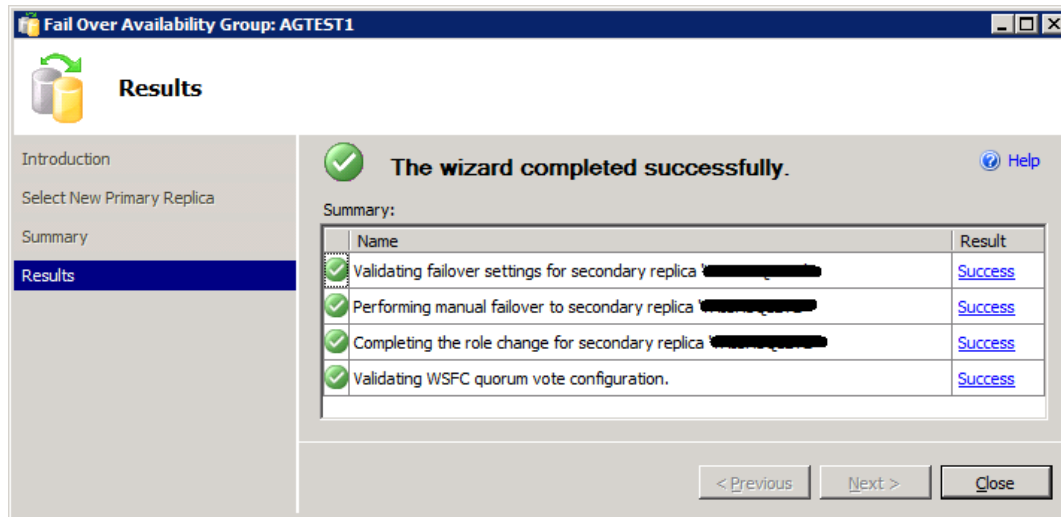 Fail Over Availability Group: AGTEST1
Results
Introduction
Select New Primary Replica
Summary
Results
The wizard completed successfully.
Help
Summary:
Name Result
Validating failover settings for secondary replica ' Success
Performing manual failover to secondary replica ' Success
Completing the role change for secondary replica ' Success
Validating WSFC quorum vote configuration. Success
< Previous
Next >
Close